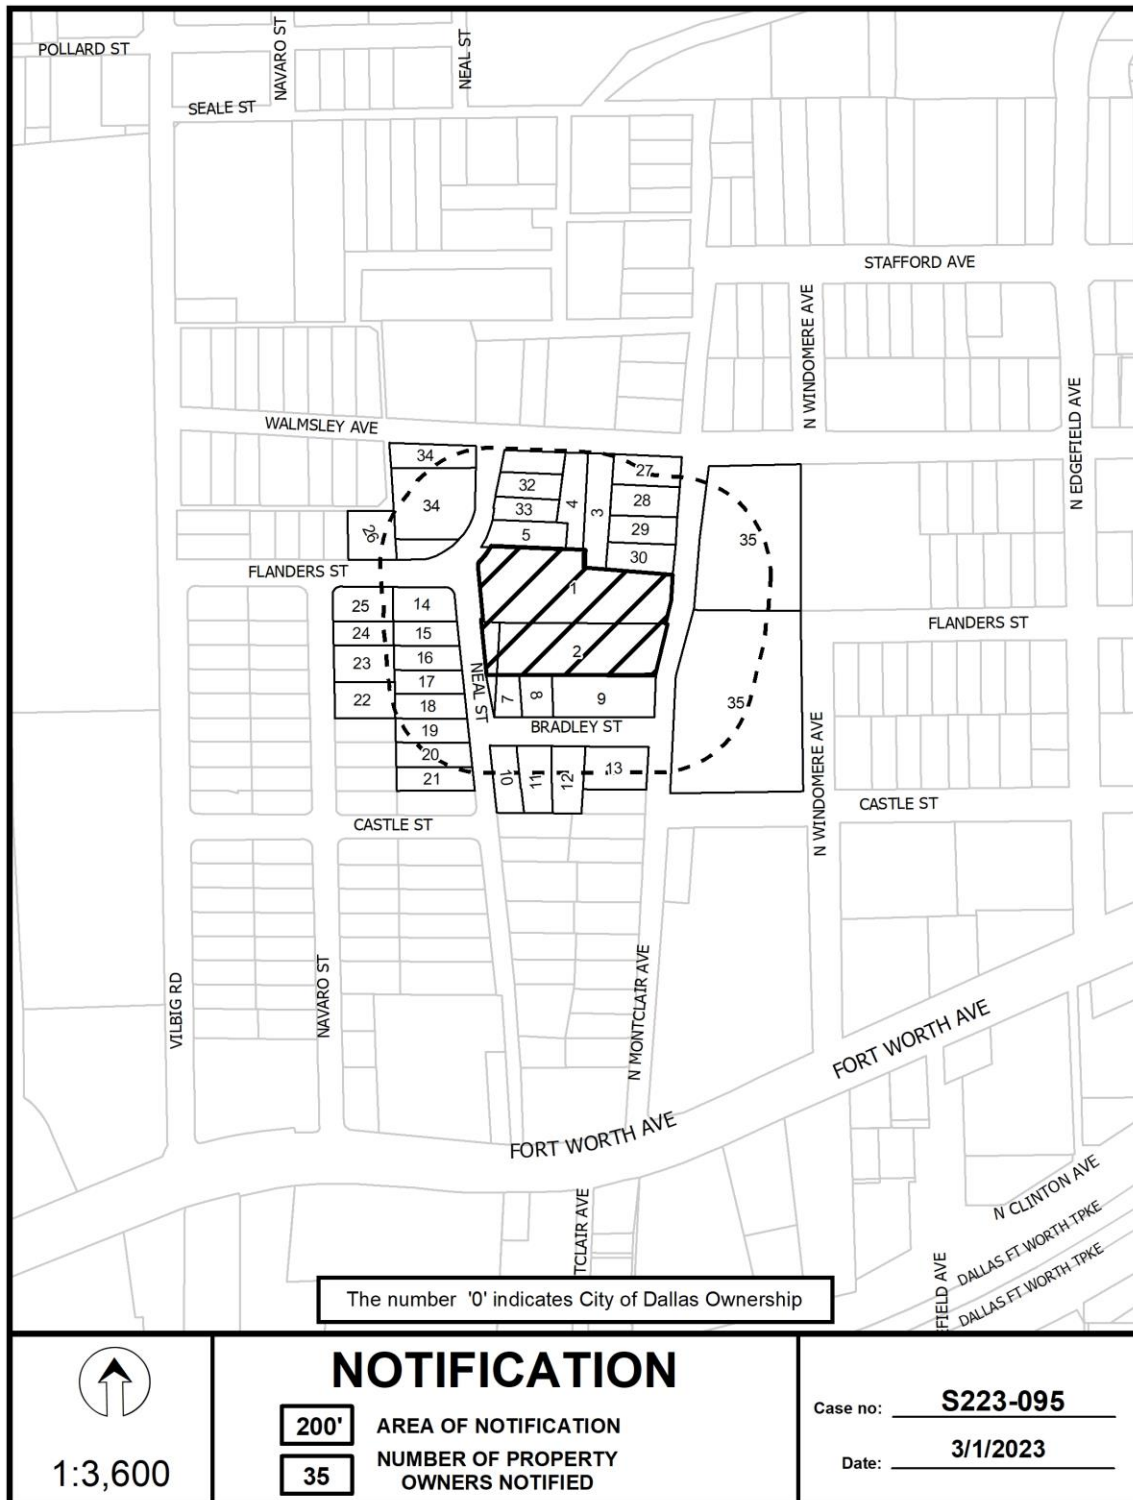 POLLARD ST
NAVARO ST
NEAL ST
SEALE ST
STAFFORD AVE
N WINDOMERE AVE
N EDGEFIELD AVE
WALMSLEY AVE
34
27
32
4
28
34
33
3
26
5
29
35
30
FLANDERS ST
1
25
14
FLANDERS ST
24
15
2
23
16
17
NEAL ST
22
18
7
8
9
35
19
BRADLEY ST
20
21
10
11
12
13
N WINDOMERE AVE
CASTLE ST
CASTLE ST
VILBIG RD
NAVARO ST
N MONTCLAIR AVE
FORT WORTH AVE
FORT WORTH AVE
N CLINTON AVE
TCLAIR AVE
DALLAS FT WORTH TPKE
DALLAS FT WORTH TPKE
EFIELD AVE
The number '0' indicates City of Dallas Ownership
1:3,600
NOTIFICATION
200' AREA OF NOTIFICATION
35 NUMBER OF PROPERTY
OWNERS NOTIFIED
Case no: S223-095
Date: 3/1/2023